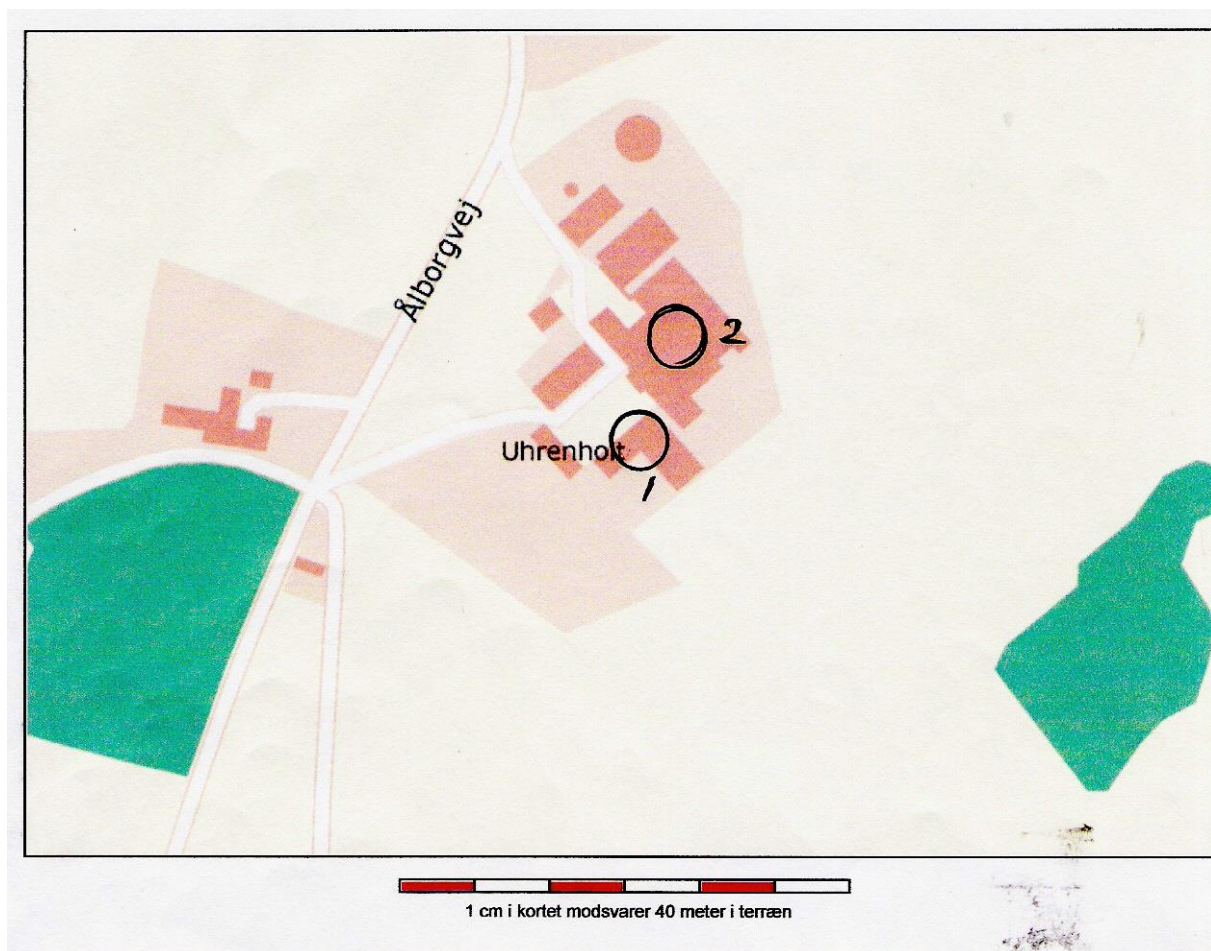 Ålborgvej
2
Uhrenholt
1
1 cm i kortet modsvarer 40 meter i terræn